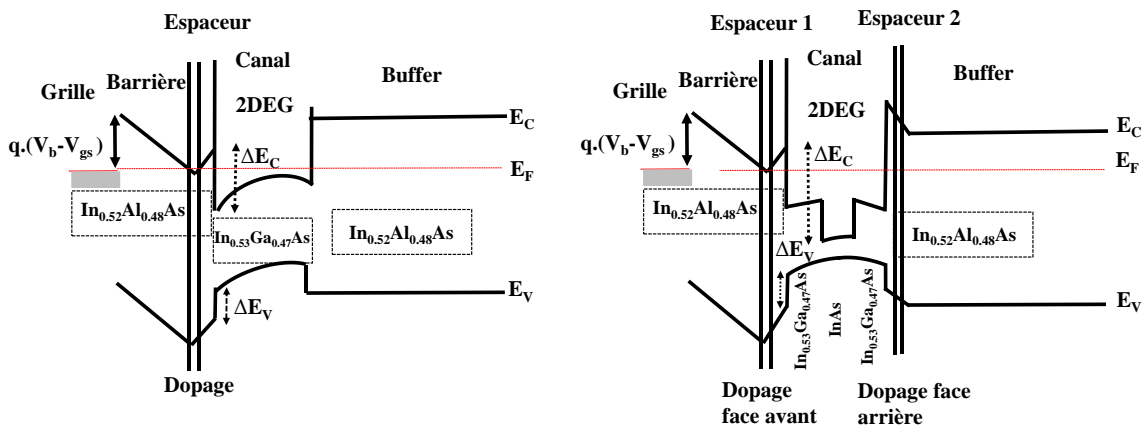 Espaceur
Canal
Barrière
Buffer
Grille
2DEG
E_C
q.(V_b-V_gs)
ΔE_C
E_F
In_0.52Al_0.48As
In_0.53Ga_0.47As
In_0.52Al_0.48As
E_V
ΔE_V
Dopage
Espaceur 2
Espaceur 1
Canal
Barrière
Buffer
Grille
2DEG
E_C
q.(V_b-V_gs)
ΔE_C
E_F
In_0.52Al_0.48As
In_0.52Al_0.48As
ΔE_V
E_V
In_0.53Ga_0.47As
InAs
In_0.53Ga_0.47As
Dopage
face avant
Dopage face
arrière